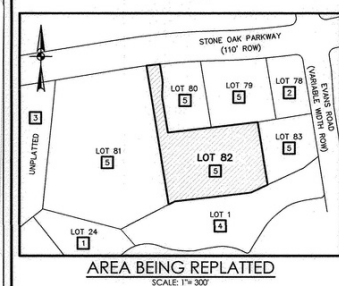 STONE OAK PARKWAY
(110' ROW)
EVANS ROAD
(VARIABLE WIDTH ROW)
LOT 80
5
LOT 79
5
LOT 78
2
3
UNPLATTED
LOT 81
5
LOT 82
5
LOT 83
5
LOT 24
1
LOT 1
4
AREA BEING REPLATTED
SCALE: 1"= 300'